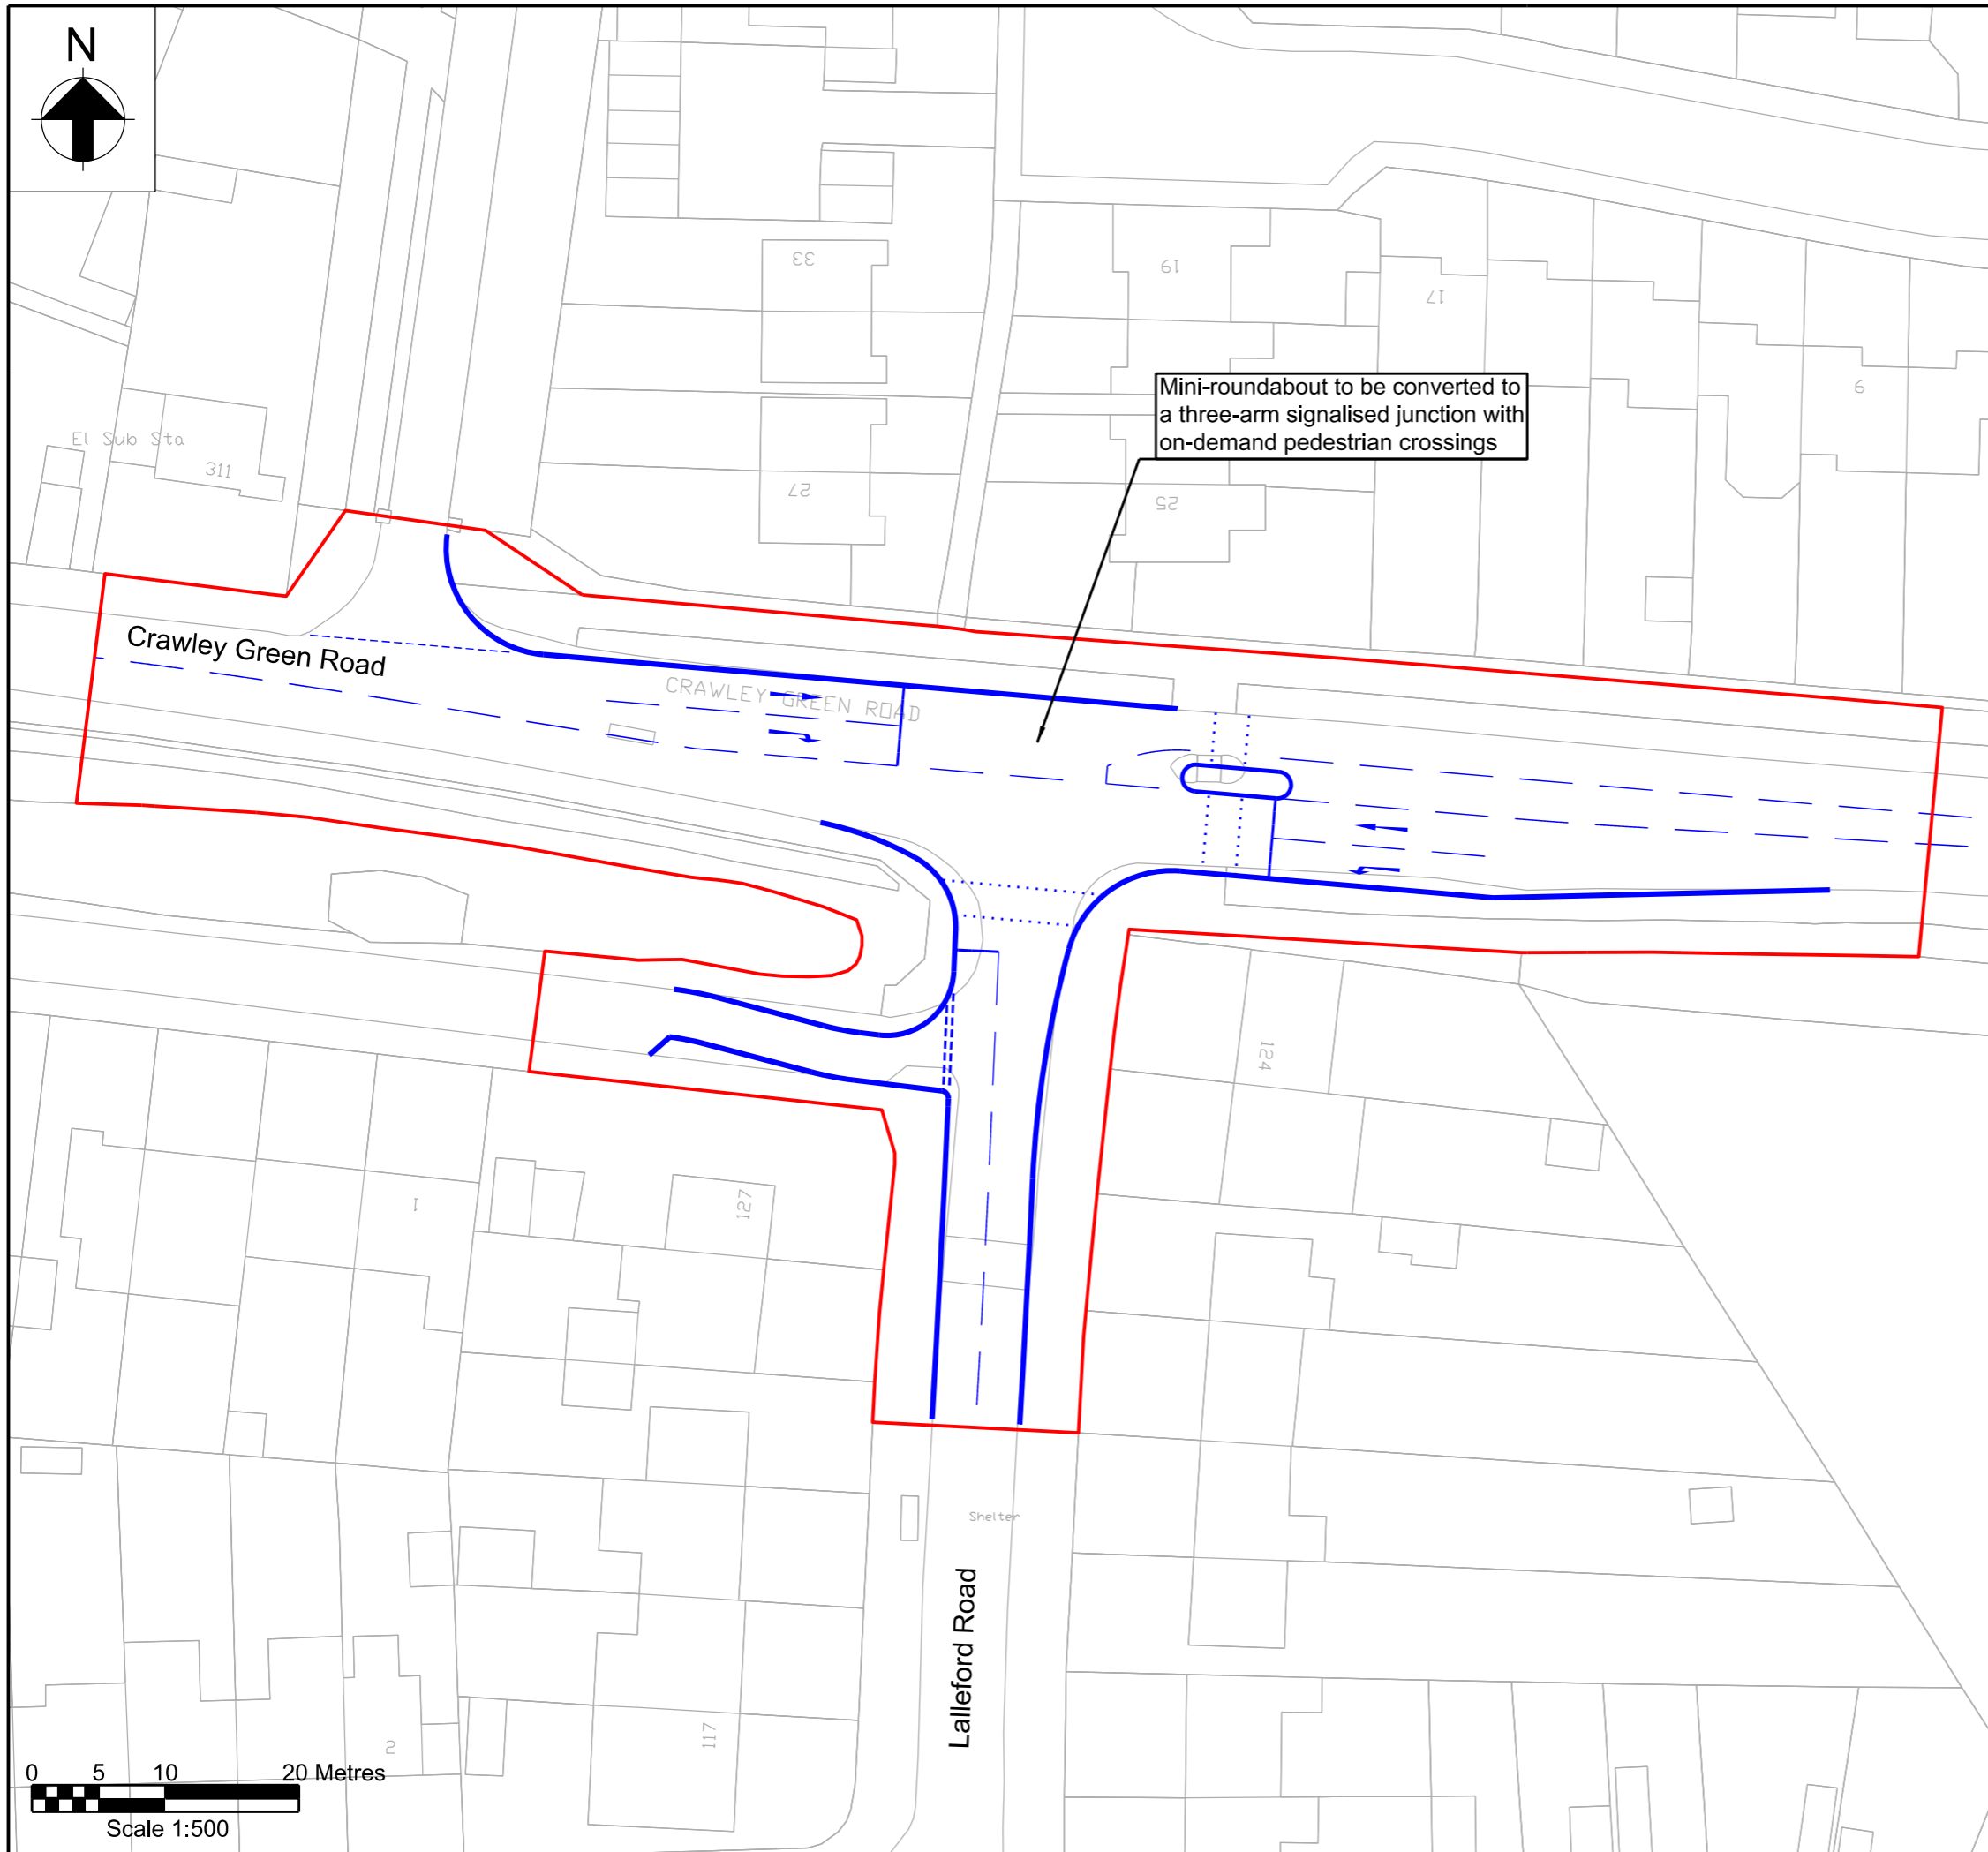 N
33
19
17
9
Mini-roundabout to be converted to
a three-arm signalised junction with
on-demand pedestrian crossings
El Sub Sta
311
27
25
Crawley Green Road
CRAWLEY GREEN ROAD
124
1
127
Shelter
Lalleford Road
117
2
0 5 10 20 Metres
Scale 1:500